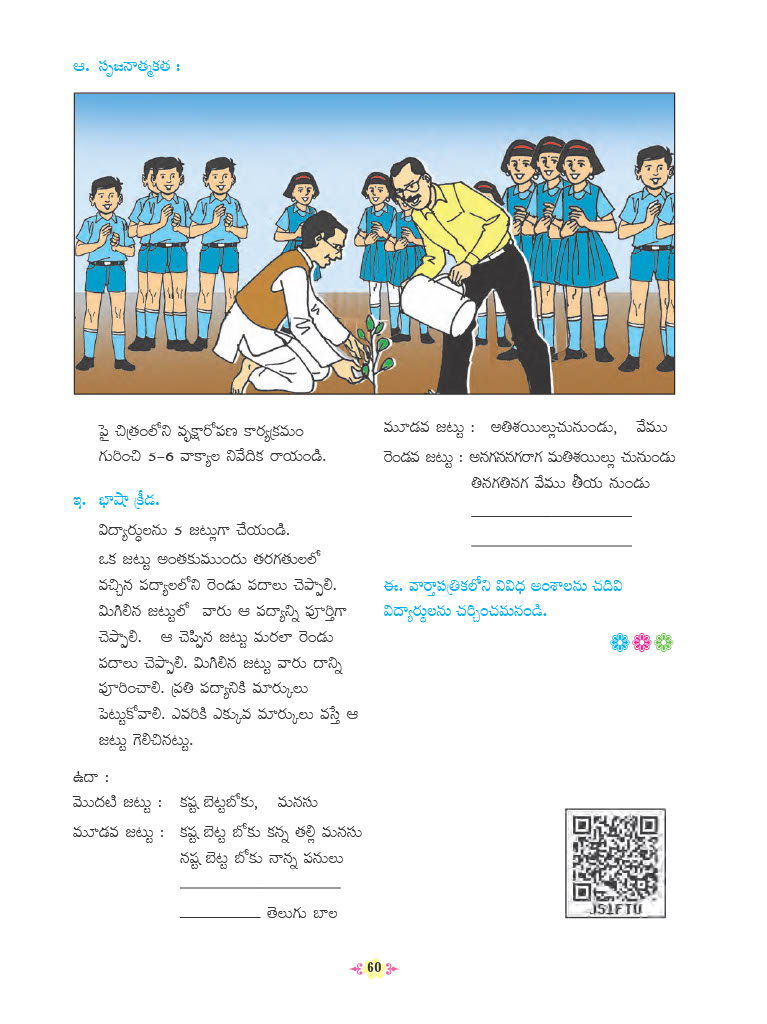 ఆ. సృజనాత్మకత :
పై చిత్రంలోని వృక్షారోపణ కార్యక్రమం
గురించి 5-6 వాక్యాల నివేదిక రాయండి.
ఇ. భాషా క్రీడ.
విద్యార్థులను 5 జట్లుగా చేయండి.
ఒక జట్టు అంతకుముందు తరగతులలో
వచ్చిన పద్యాలలోని రెండు పదాలు చెప్పాలి.
మిగిలిన జట్టులో వారు ఆ పద్యాన్ని పూర్తిగా
చెప్పాలి. ఆ చెప్పిన జట్టు మరలా రెండు
పదాలు చెప్పాలి. మిగిలిన జట్టు వారు దాన్ని
పూరించాలి. ప్రతి పద్యానికి మార్కులు
పెట్టుకోవాలి. ఎవరికి ఎక్కువ మార్కులు వస్తే ఆ
జట్టు గెలిచినట్టు.
ఉదా :
మొదటి జట్టు : కష్ట బెట్టబోకు, మనసు
మూడవ జట్టు : కష్ట బెట్ట బోకు కన్న తల్లి మనసు
నష్ట బెట్ట బోకు నాన్న పనులు
____________________
__________ తెలుగు బాల
మూడవ జట్టు : అతిశయిల్లుచునుండు, వేము
రెండవ జట్టు : అనగననగరాగ మతిశయిల్లు చునుండు
తినగతినగ వేము తీయ నుండు
____________________
____________________
ఈ. వార్తాపత్రికలోని వివిధ అంశాలను చదివి
విద్యార్థులను చర్చించమనండి.
J51FTU
60